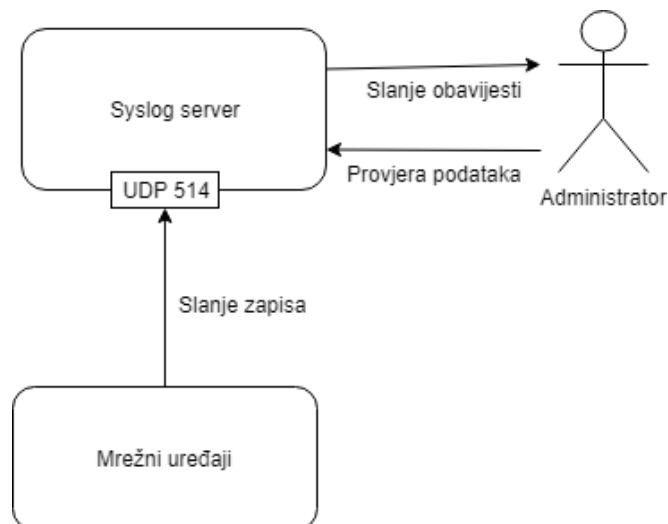 Syslog server
Slanje obavijesti
UDP 514
Provjera podataka
Administrator
Slanje zapisa
Mrežni uređaji